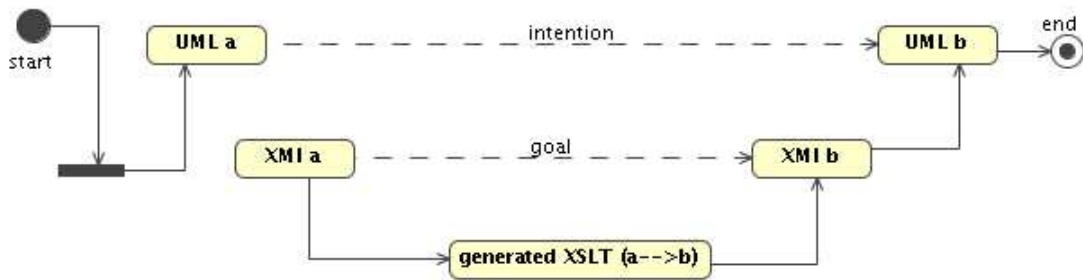 end
intention
UML a
UML b
start
goal
XMI a
XMI b
generated XSLT (a-->b)